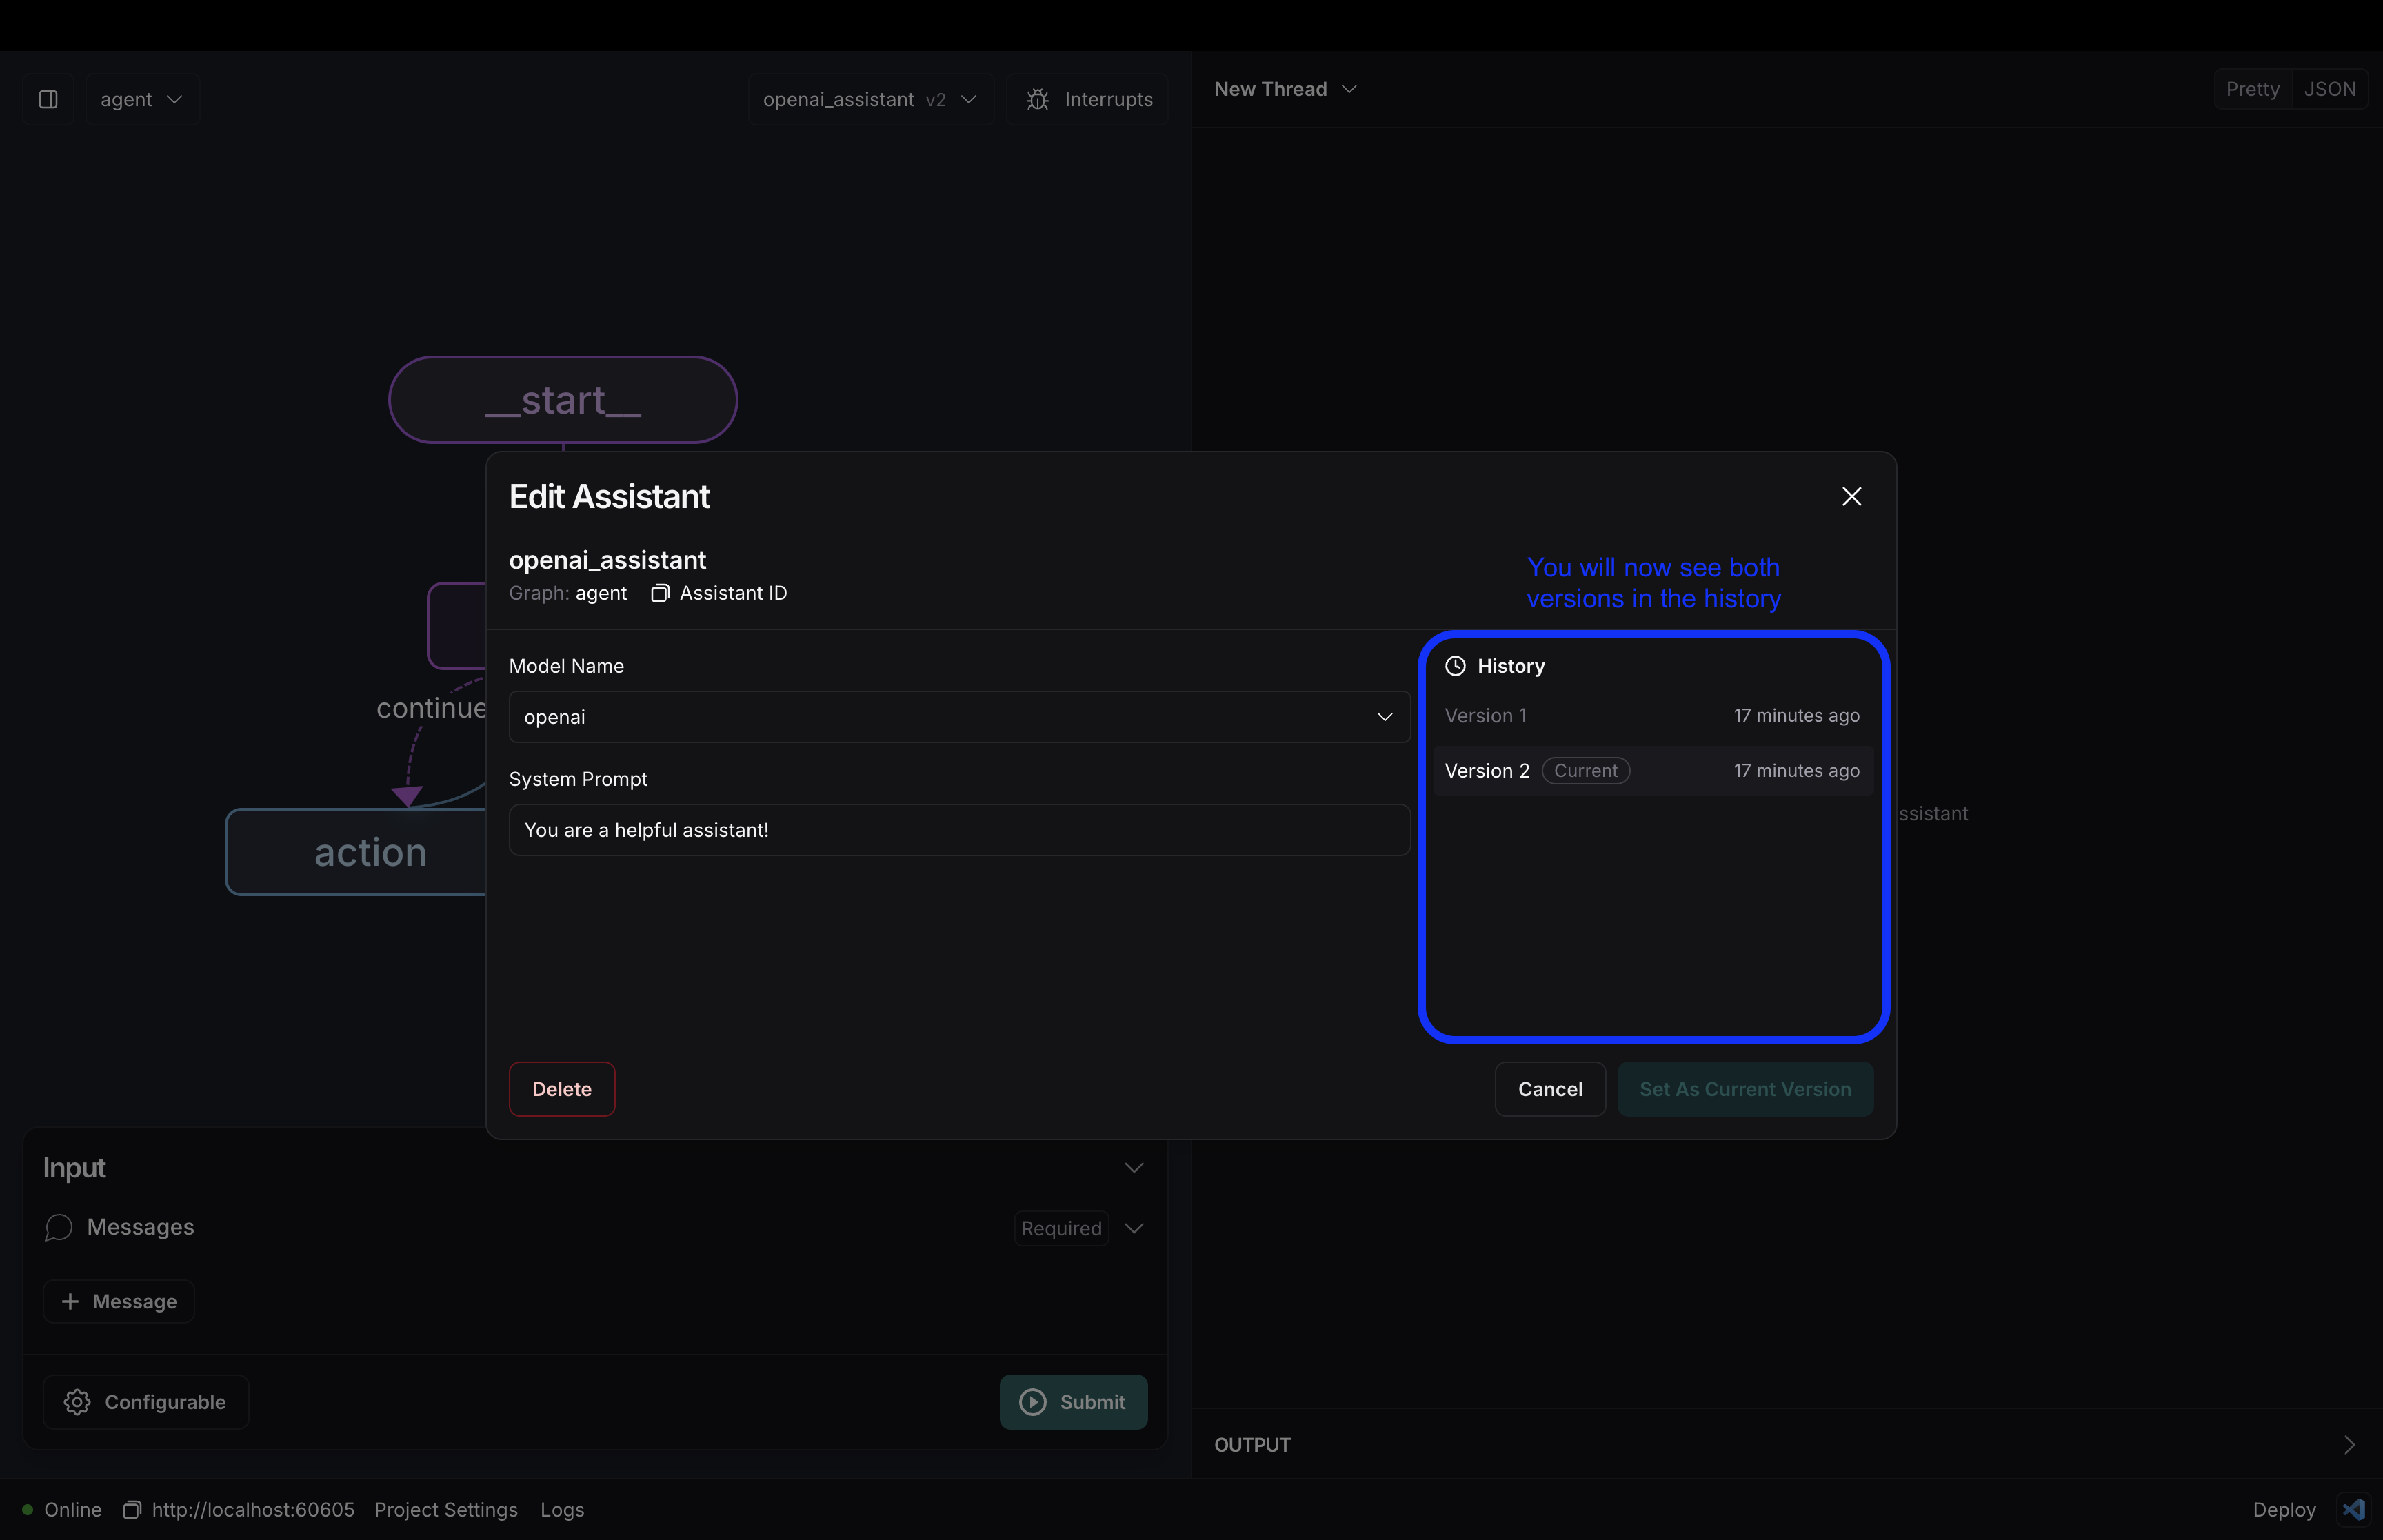 agent
openai_assistant v2
Interrupts
New Thread
Pretty
JSON
__start__
continue
action
Edit Assistant
openai_assistant
Graph: agent
Assistant ID
You will now see both
versions in the history
Model Name
openai
System Prompt
You are a helpful assistant!
History
Version 1
17 minutes ago
Version 2
Current
17 minutes ago
ssistant
Delete
Cancel
Set As Current Version
Input
Messages
Required
Message
Configurable
Submit
OUTPUT
Online
http://localhost:60605
Project Settings
Logs
Deploy